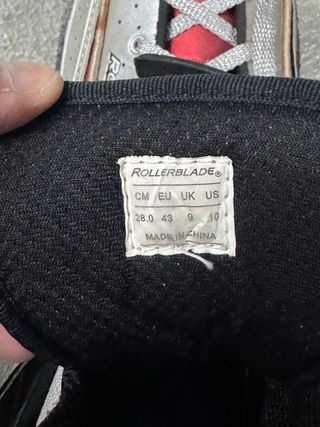 ROLLERBLADE®
CM EU UK US
28.0 43 9 10
MADE IN CHINA